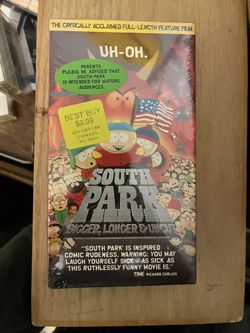 THE CRITICALLY ACCLAIMED FULL-LENGTH FEATURE FILM
UH-OH.
PARENTS
PLEASE BE ADVISED THAT
SOUTH PARK
IS INTENDED FOR MATURE
AUDIENCES.
BEST BUY
$9.99
SOUTH
PARK
BIGGER, LONGER & UNCUT
"SOUTH PARK" IS INSPIRED
COMIC RUDENESS. WARNING: YOU MAY
LAUGH YOURSELF SICK - AS SICK AS
THIS RUTHLESSLY FUNNY MOVIE IS."
TIME RICHARD CORLISS